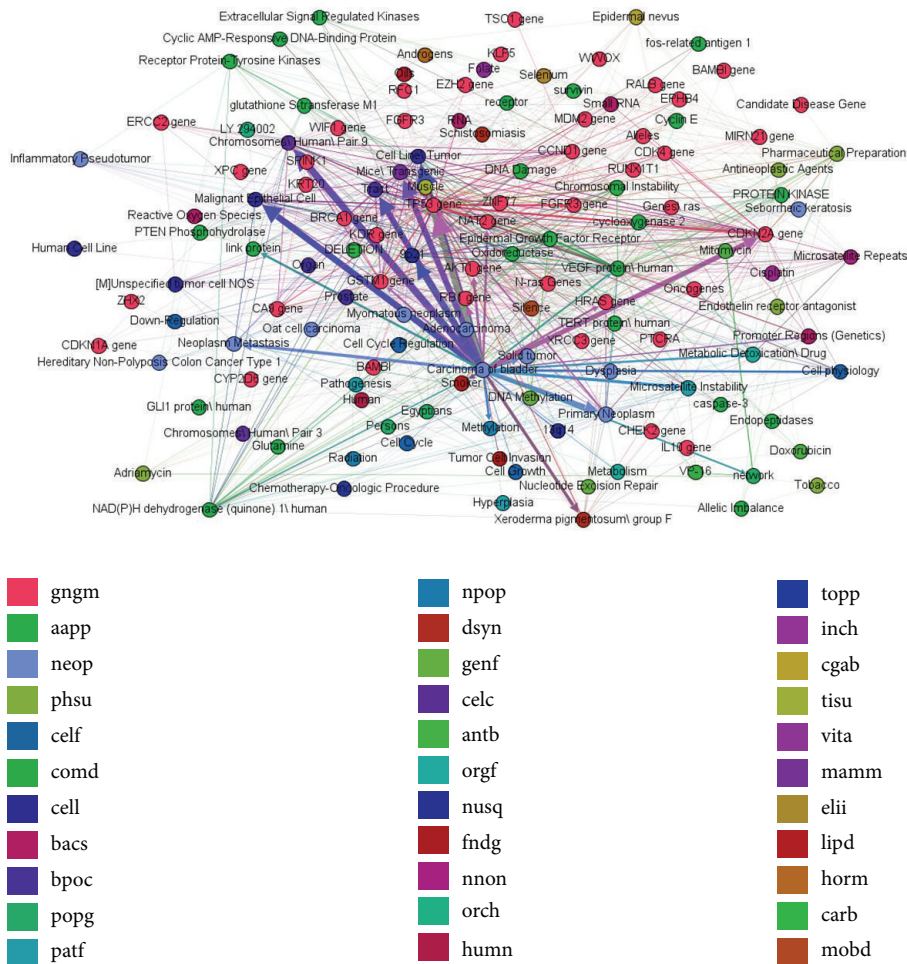 Extracellular Signal Regulated Kinases
TSC1 gene
Epidermal nevus
Cyclic AMP-Responsive DNA-Binding Protein
fos-related antigen 1
Androgens
KLF5
Receptor Protein-Tyrosine Kinases
Folate
WWOX
BAMBI gene
Oils
Selenium
EZH2 gene
RALB gene
RFC1
survivin
EPHB4
glutathione S-transferase M1
receptor
Small RNA
Candidate Disease Gene
ERCC2 gene
LY 294002
WIF1 gene
FGFR3
RNA
MDM2 gene
Cyclin E
Schistosomiasis
Alleles
MIRN21 gene
Chromosomes\ Human\ Pair 9
CCND1 gene
CDK4 gene
Inflammatory Pseudotumor
Cell Line\ Tumor
Pharmaceutical Preparation
SPINK1
DNA Damage
RUNX1T1
Antineoplastic Agents
XPC gene
Mice\ Transgenic
KRT20
Tract
Muscle
Chromosomal Instability
PROTEIN KINASE
Malignant Epithelial Cell
TP53 gene
ZNF17
FGFR3 gene
Genes\ ras
Seborrheic keratosis
Reactive Oxygen Species
BRCA1 gene
NAT2 gene
cyclooxygenase 2
PTEN Phosphohydrolase
KDR gene
Epidermal Growth Factor Receptor
CDKN2A gene
Human Cell Line
link protein
DELETION
9p21
Oxidoreductase
Mitomycin
Organ
AKT1 gene
VEGF protein\ human
Microsatellite Repeats
[M]Unspecified tumor cell NOS
GSTM1 gene
N-ras Genes
Cisplatin
ZHX2
Prostate
RB1 gene
Oncogenes
CA9 gene
Myomatous neoplasm
Silence
HRAS gene
Endothelin receptor antagonist
Down-Regulation
Oat cell carcinoma
Adenocarcinoma
TERT protein\ human
CDKN1A gene
Neoplasm Metastasis
Cell Cycle Regulation
XRCC3 gene
PTCRA
Promoter Regions (Genetics)
Hereditary Non-Polyposis Colon Cancer Type 1
Solid tumor
Metabolic Detoxication\ Drug
BAMBI
Carcinoma of bladder
Dysplasia
Cell physiology
CYP2D6 gene
Pathogenesis
Smoker
Microsatellite Instability
Human
DNA Methylation
GLI1 protein\ human
Egyptians
Primary Neoplasm
caspase-3
Persons
Methylation
Endopeptidases
Chromosomes\ Human\ Pair 3
Cell Cycle
18q14
CHEK2 gene
Glutamine
IL10 gene
Radiation
Tumor Cell Invasion
Doxorubicin
Adriamycin
Cell Growth
Metabolism
VP-16
network
Chemotherapy-Oncologic Procedure
Nucleotide Excision Repair
Tobacco
NAD(P)H dehydrogenase (quinone) 1\ human
Hyperplasia
Allelic Imbalance
Xeroderma pigmentosum\ group F
gngm
aapp
neop
phsu
celf
comd
cell
bacs
bpoc
popg
patf
npop
dsyn
genf
celc
antb
orgf
nusq
fndg
nnon
orch
humn
topp
inch
cgab
tisu
vita
mamm
elii
lipd
horm
carb
mobd